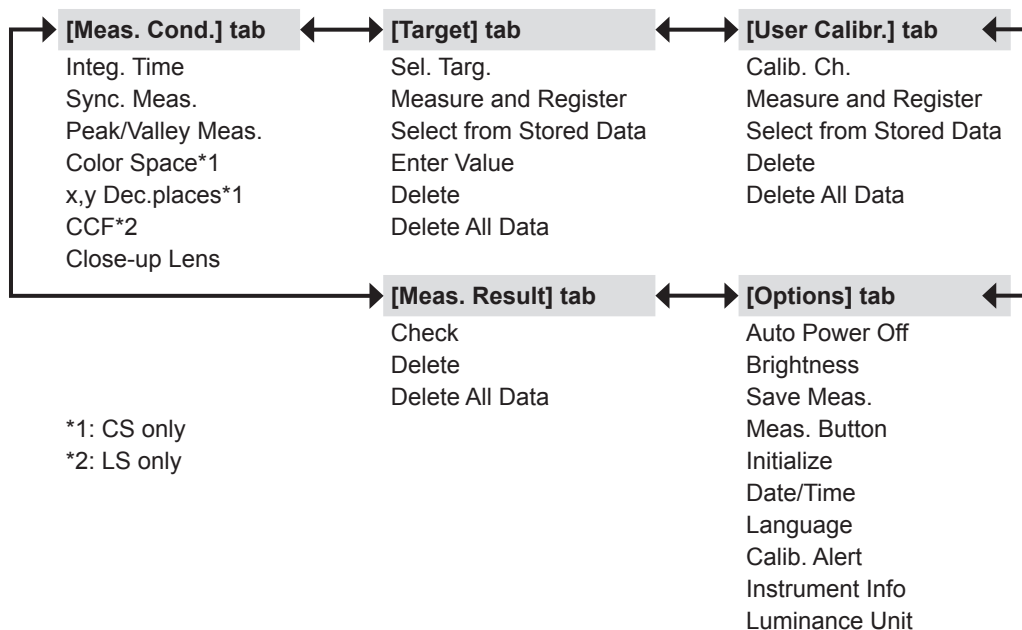 [Meas. Cond.] tab
Integ. Time
Sync. Meas.
Peak/Valley Meas.
Color Space*1
x,y Dec.places*1
CCF*2
Close-up Lens
[Target] tab
Sel. Targ.
Measure and Register
Select from Stored Data
Enter Value
Delete
Delete All Data
[User Calibr.] tab
Calib. Ch.
Measure and Register
Select from Stored Data
Delete
Delete All Data
[Meas. Result] tab
Check
Delete
Delete All Data
[Options] tab
Auto Power Off
Brightness
Save Meas.
Meas. Button
Initialize
Date/Time
Language
Calib. Alert
Instrument Info
Luminance Unit
*1: CS only
*2: LS only